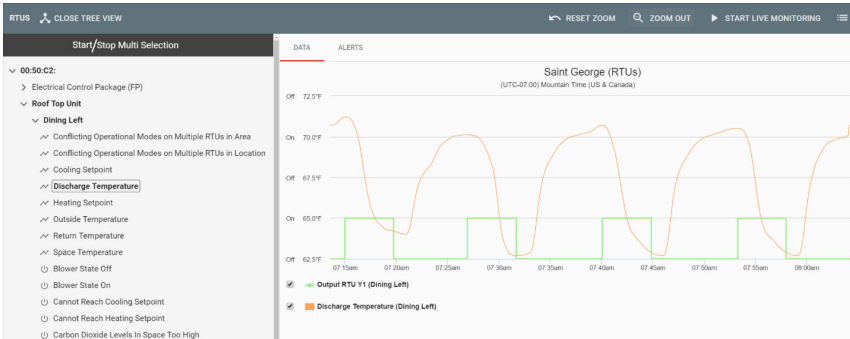 RTUS CLOSE TREE VIEW RESET ZOOM ZOOM OUT START LIVE MONITORING
Start/Stop Multi Selection
00:50:C2:
Electrical Control Package (FP)
Roof Top Unit
Dining Left
Conflicting Operational Modes on Multiple RTUs in Area
Conflicting Operational Modes on Multiple RTUs in Location
Cooling Setpoint
Discharge Temperature
Heating Setpoint
Outside Temperature
Return Temperature
Space Temperature
Blower State Off
Blower State On
Cannot Reach Cooling Setpoint
Cannot Reach Heating Setpoint
Carbon Dioxide Levels In Space Too High
DATA ALERTS
Saint George (RTUs)
(UTC-07:00) Mountain Time (US & Canada)
Off 72.5°F
On 70.0°F
Off 67.5°F
On 65.0°F
Off 62.5°F
07:15am 07:20am 07:25am 07:30am 07:35am 07:40am 07:45am 07:50am 07:55am 08:00am
Output RTU Y1 (Dining Left)
Discharge Temperature (Dining Left)